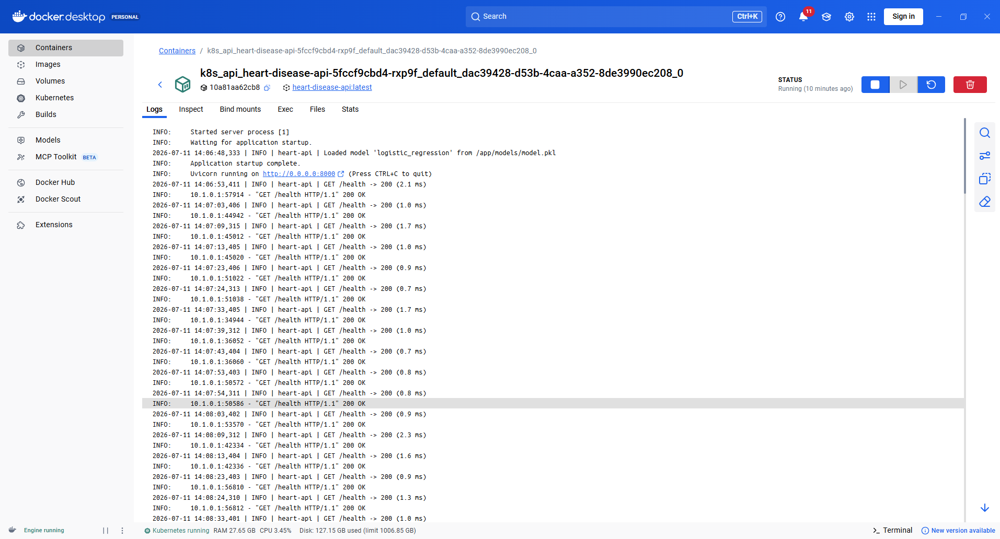 docker.desktop PERSONAL
Search Ctrl+K
11
Sign in
Containers
Images
Volumes
Kubernetes
Builds
Models
MCP Toolkit BETA
Docker Hub
Docker Scout
Extensions
Containers / k8s_api_heart-disease-api-5fccf9cbd4-rxp9f_default_dac39428-d53b-4caa-a352-8de3990ec208_0
k8s_api_heart-disease-api-5fccf9cbd4-rxp9f_default_dac39428-d53b-4caa-a352-8de3990ec208_0
10a81aa62cb8 heart-disease-api:latest
STATUS
Running (10 minutes ago)
Logs Inspect Bind mounts Exec Files Stats
INFO:     Started server process [1]
INFO:     Waiting for application startup.
2026-07-11 14:06:48,333 | INFO | heart-api | Loaded model 'logistic_regression' from /app/models/model.pkl
INFO:     Application startup complete.
INFO:     Uvicorn running on http://0.0.0.0:8000 (Press CTRL+C to quit)
2026-07-11 14:06:53,411 | INFO | heart-api | GET /health -> 200 (2.1 ms)
INFO:     10.1.0.1:57914 - "GET /health HTTP/1.1" 200 OK
2026-07-11 14:07:03,406 | INFO | heart-api | GET /health -> 200 (1.0 ms)
INFO:     10.1.0.1:44942 - "GET /health HTTP/1.1" 200 OK
2026-07-11 14:07:09,315 | INFO | heart-api | GET /health -> 200 (1.7 ms)
INFO:     10.1.0.1:45012 - "GET /health HTTP/1.1" 200 OK
2026-07-11 14:07:13,405 | INFO | heart-api | GET /health -> 200 (1.0 ms)
INFO:     10.1.0.1:45020 - "GET /health HTTP/1.1" 200 OK
2026-07-11 14:07:23,406 | INFO | heart-api | GET /health -> 200 (0.9 ms)
INFO:     10.1.0.1:51022 - "GET /health HTTP/1.1" 200 OK
2026-07-11 14:07:24,313 | INFO | heart-api | GET /health -> 200 (0.7 ms)
INFO:     10.1.0.1:51038 - "GET /health HTTP/1.1" 200 OK
2026-07-11 14:07:33,405 | INFO | heart-api | GET /health -> 200 (1.7 ms)
INFO:     10.1.0.1:34944 - "GET /health HTTP/1.1" 200 OK
2026-07-11 14:07:39,312 | INFO | heart-api | GET /health -> 200 (1.0 ms)
INFO:     10.1.0.1:36052 - "GET /health HTTP/1.1" 200 OK
2026-07-11 14:07:43,404 | INFO | heart-api | GET /health -> 200 (0.7 ms)
INFO:     10.1.0.1:36060 - "GET /health HTTP/1.1" 200 OK
2026-07-11 14:07:53,403 | INFO | heart-api | GET /health -> 200 (0.8 ms)
INFO:     10.1.0.1:50572 - "GET /health HTTP/1.1" 200 OK
2026-07-11 14:07:54,311 | INFO | heart-api | GET /health -> 200 (0.8 ms)
INFO:     10.1.0.1:50586 - "GET /health HTTP/1.1" 200 OK
2026-07-11 14:08:03,402 | INFO | heart-api | GET /health -> 200 (0.9 ms)
INFO:     10.1.0.1:53570 - "GET /health HTTP/1.1" 200 OK
2026-07-11 14:08:09,312 | INFO | heart-api | GET /health -> 200 (2.3 ms)
INFO:     10.1.0.1:42334 - "GET /health HTTP/1.1" 200 OK
2026-07-11 14:08:13,404 | INFO | heart-api | GET /health -> 200 (1.6 ms)
INFO:     10.1.0.1:42336 - "GET /health HTTP/1.1" 200 OK
2026-07-11 14:08:23,403 | INFO | heart-api | GET /health -> 200 (0.9 ms)
INFO:     10.1.0.1:56810 - "GET /health HTTP/1.1" 200 OK
2026-07-11 14:08:24,310 | INFO | heart-api | GET /health -> 200 (1.3 ms)
INFO:     10.1.0.1:56812 - "GET /health HTTP/1.1" 200 OK
2026-07-11 14:08:33,401 | INFO | heart-api | GET /health -> 200 (1.0 ms)
Engine running Kubernetes running RAM 27.65 GB CPU 3.45% Disk: 127.15 GB used (limit 1006.85 GB) Terminal New version available